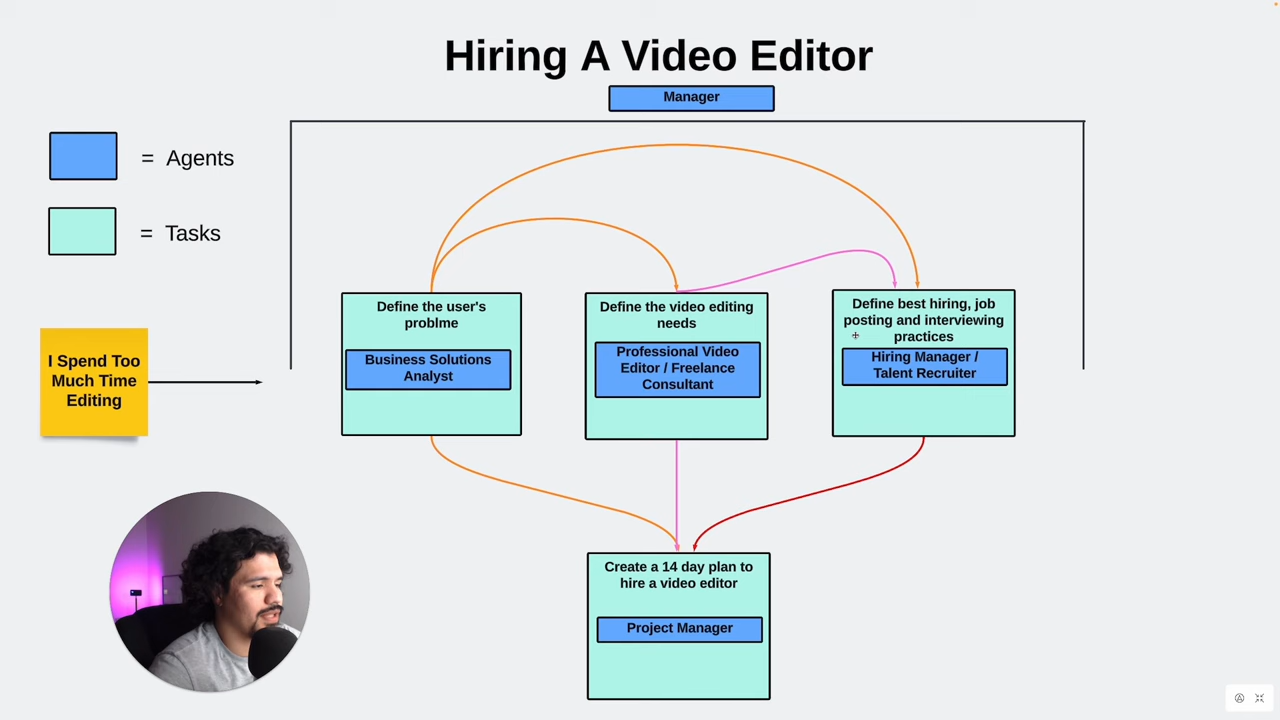 Hiring A Video Editor
Manager
= Agents
= Tasks
I Spend Too
Much Time
Editing
Define the user's
problme
Business Solutions
Analyst
Define the video editing
needs
Professional Video
Editor / Freelance
Consultant
Define best hiring, job
posting and interviewing
practices
Hiring Manager /
Talent Recruiter
Create a 14 day plan to
hire a video editor
Project Manager